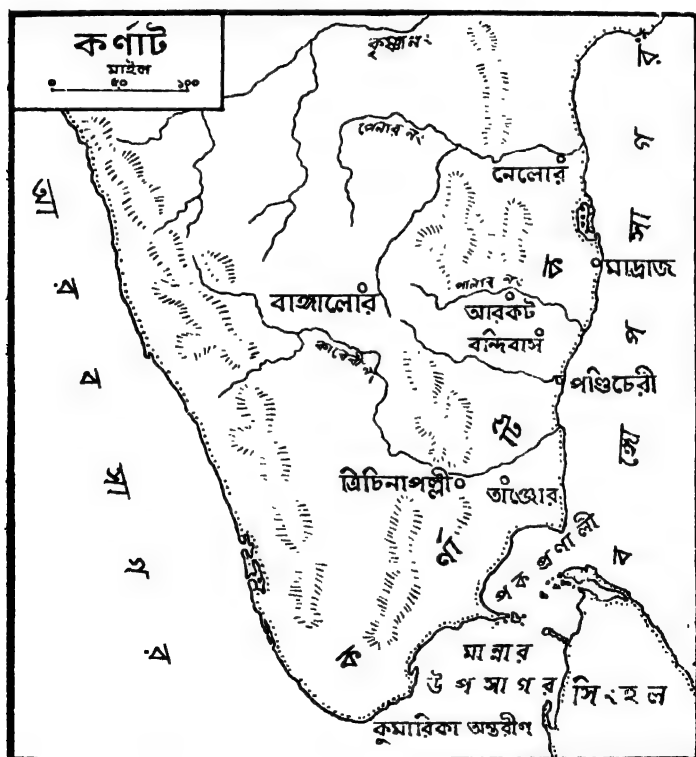 কর্ণাট
মাইল
০ ৫০ ১০০
কৃষ্ণা নং
পেনার নং
নেলোর
মাদ্রাজ
পালার নং
বাঙ্গালোর
আরকট
বন্দিবাস
কাবেরী নং
পণ্ডিচেরী
ত্রিচিনাপল্লী
তাঞ্জোর
পক প্রণালী
মান্নার
উপসাগর
সিংহল
কুমারিকা অন্তরীপ
আরব সাগর
বঙ্গোপসাগর
কর্ণাট